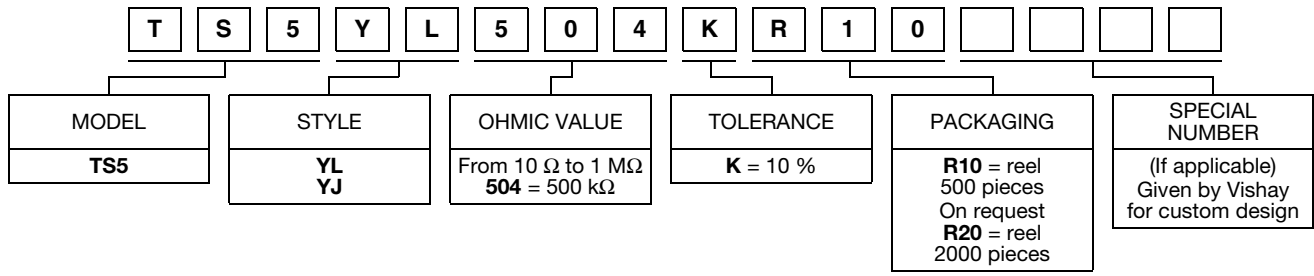 T S 5 Y L 5 0 4 K R 1 0
MODEL
TS5
STYLE
YL
YJ
OHMIC VALUE
From 10 Ω to 1 MΩ
504 = 500 kΩ
TOLERANCE
K = 10 %
PACKAGING
R10 = reel
500 pieces
On request
R20 = reel
2000 pieces
SPECIAL
NUMBER
(If applicable)
Given by Vishay
for custom design